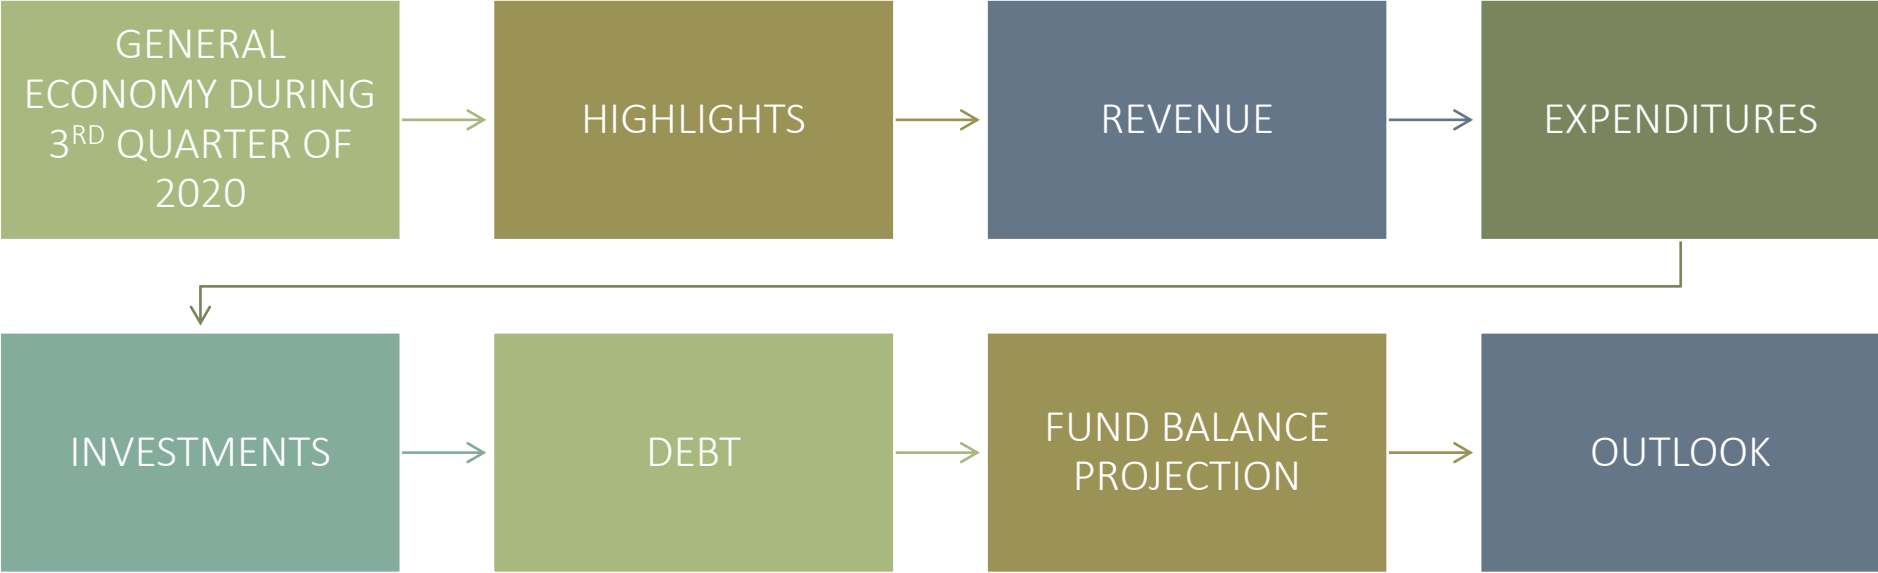 GENERAL
ECONOMY DURING
3RD QUARTER OF
2020
HIGHLIGHTS
REVENUE
EXPENDITURES
INVESTMENTS
DEBT
FUND BALANCE
PROJECTION
OUTLOOK